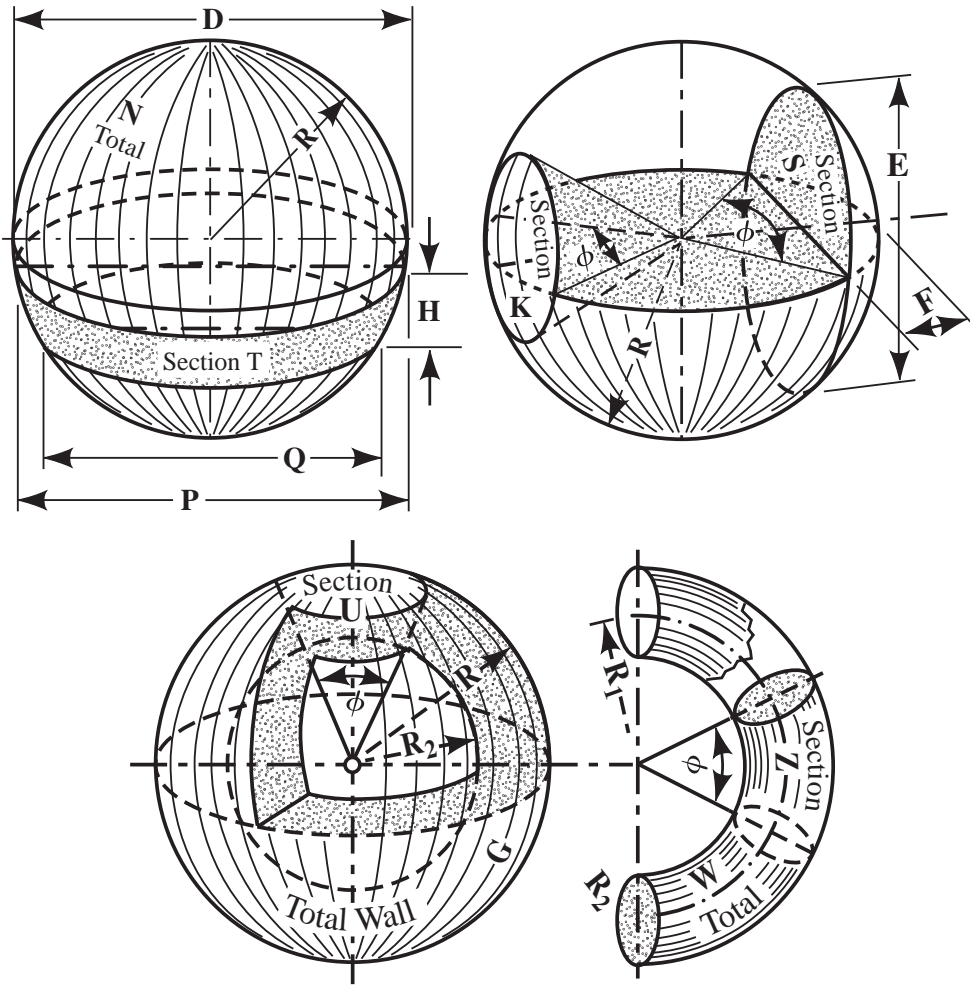 D
N
Total
R
H
Section T
Q
P
E
S
Section
Section
ϕ
ϕ
K
R
F
Section
U
R
ϕ
R2
G
Total Wall
R1
ϕ
Z
Section
W
Total
R2